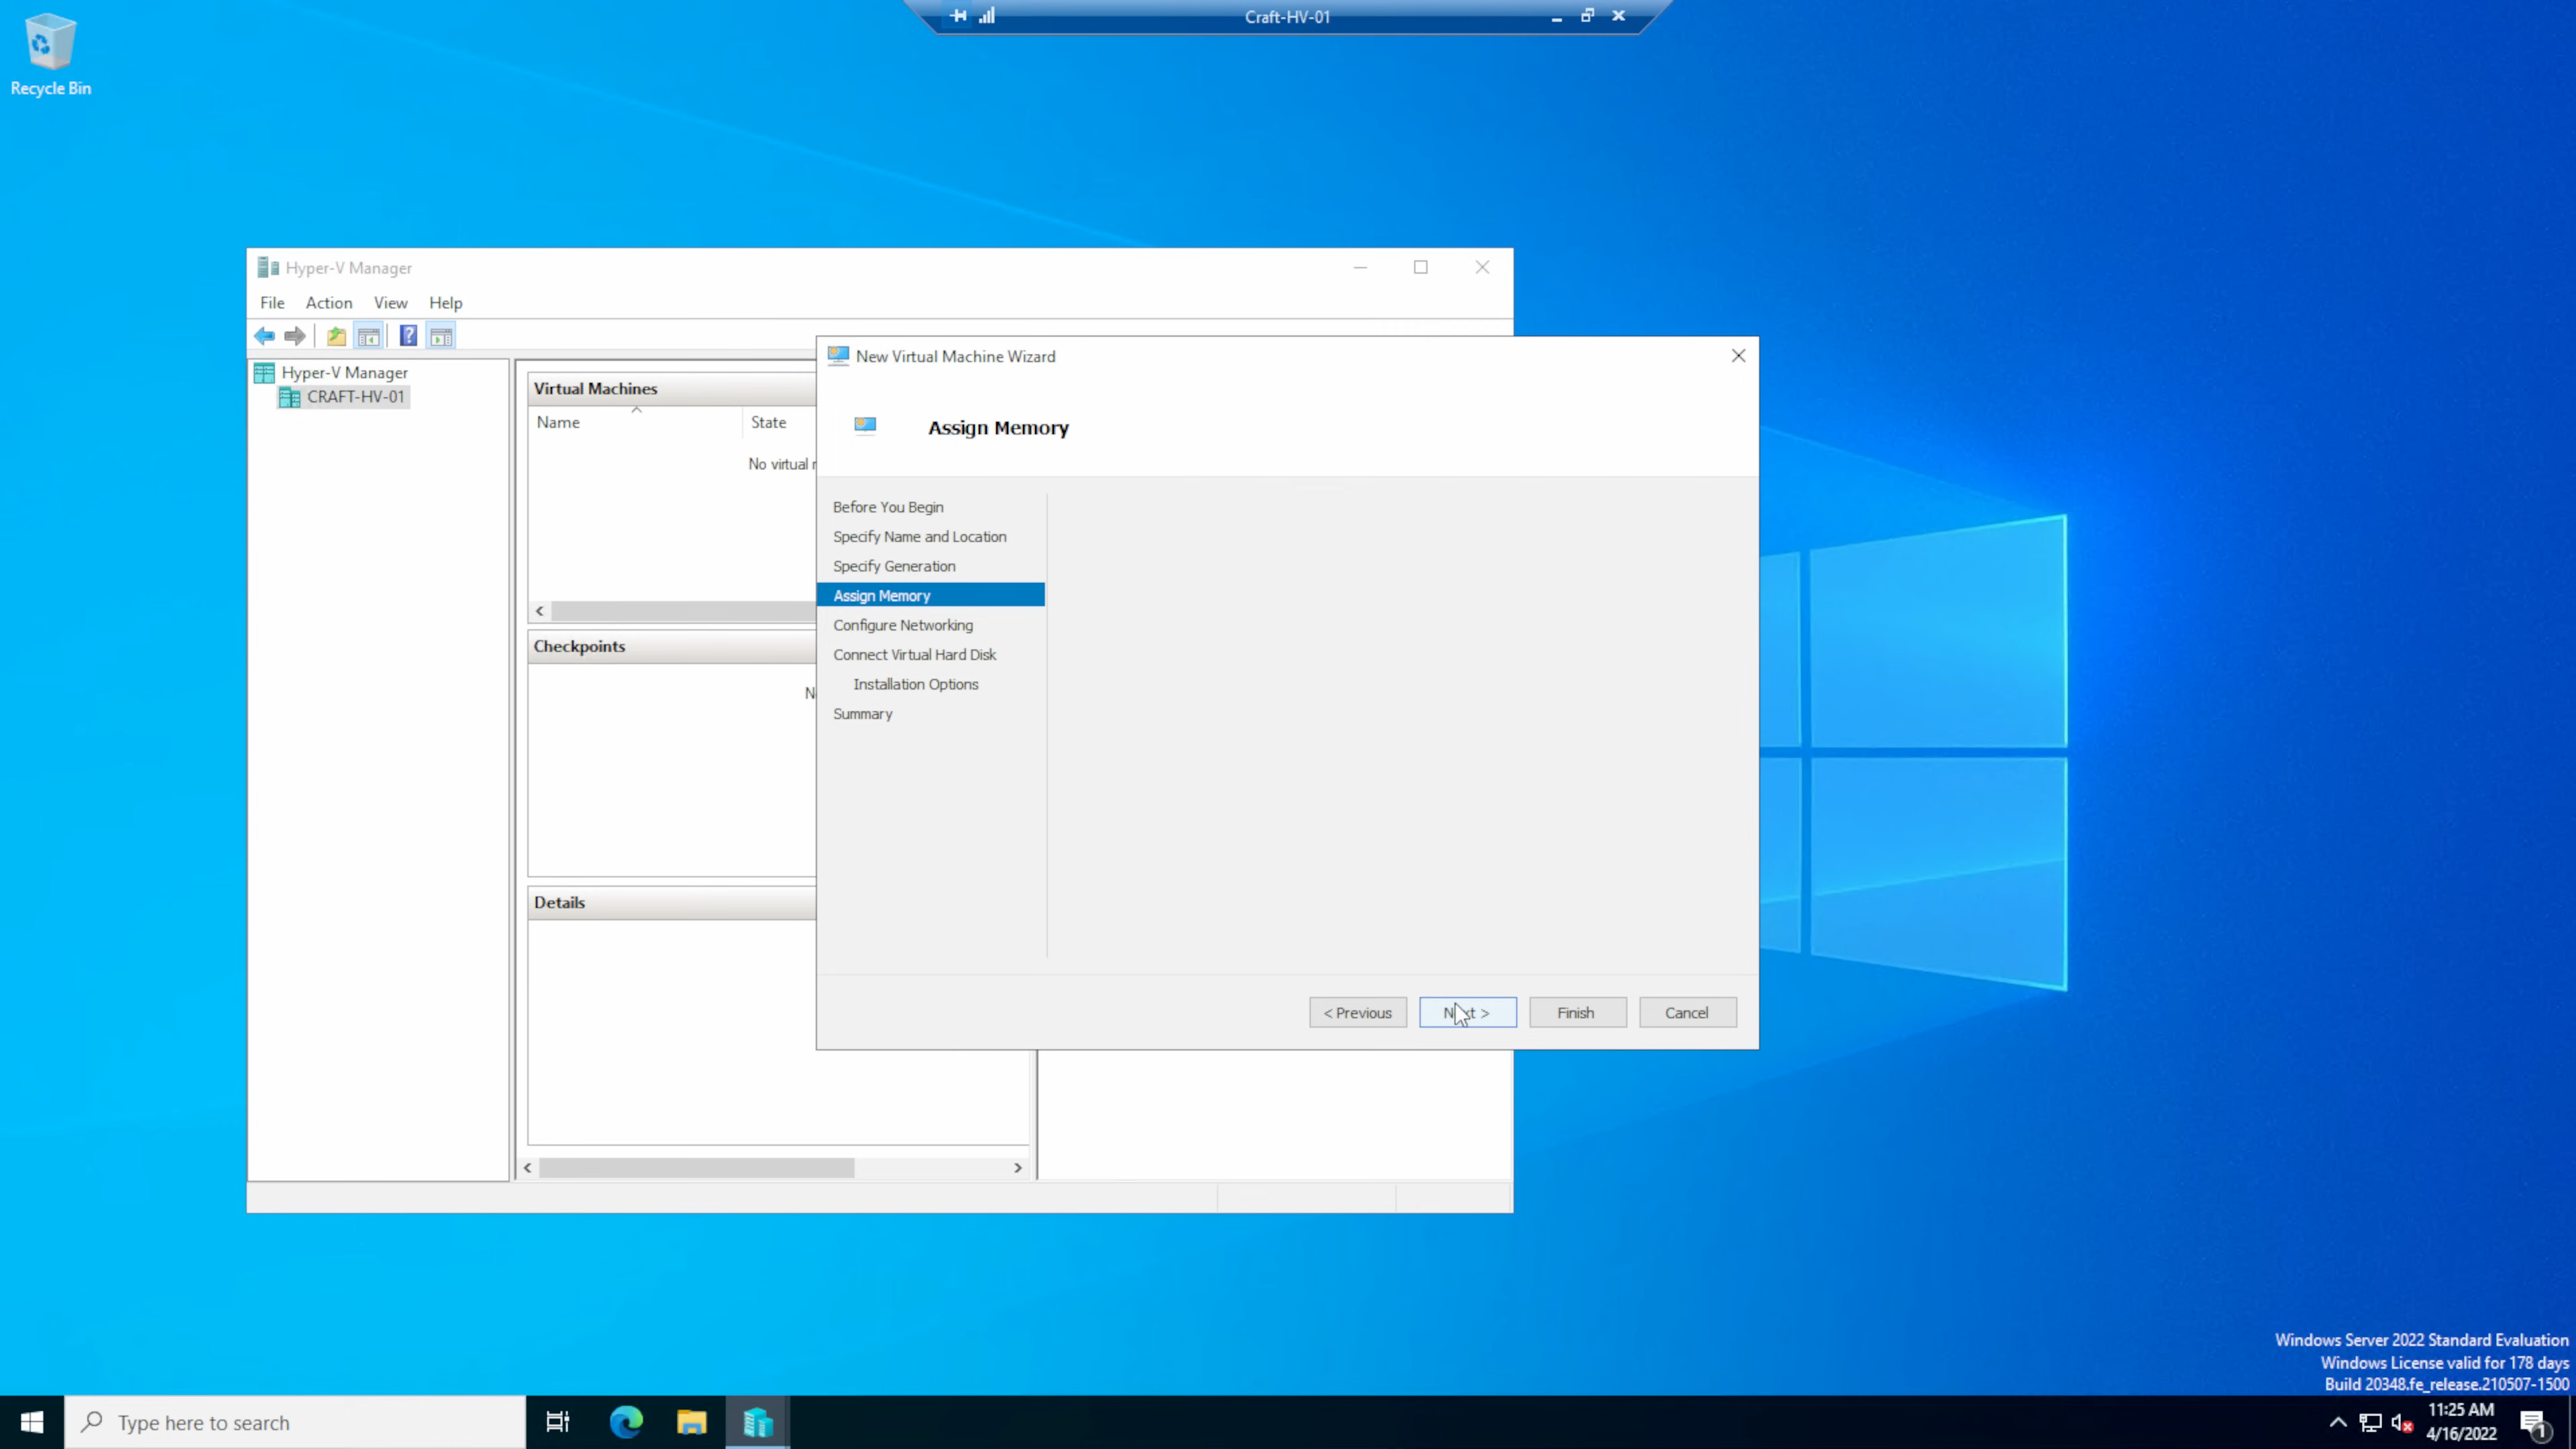 Craft-HV-01
Recycle Bin
Hyper-V Manager
File Action View Help
Hyper-V Manager
CRAFT-HV-01
Virtual Machines
Name State
No virtual
Checkpoints
Details
New Virtual Machine Wizard
Assign Memory
Before You Begin
Specify Name and Location
Specify Generation
Assign Memory
Configure Networking
Connect Virtual Hard Disk
Installation Options
Summary
< Previous
Next >
Finish
Cancel
Windows Server 2022 Standard Evaluation
Windows License valid for 178 days
Build 20348.fe_release.210507-1500
Type here to search
11:25 AM
4/16/2022
1